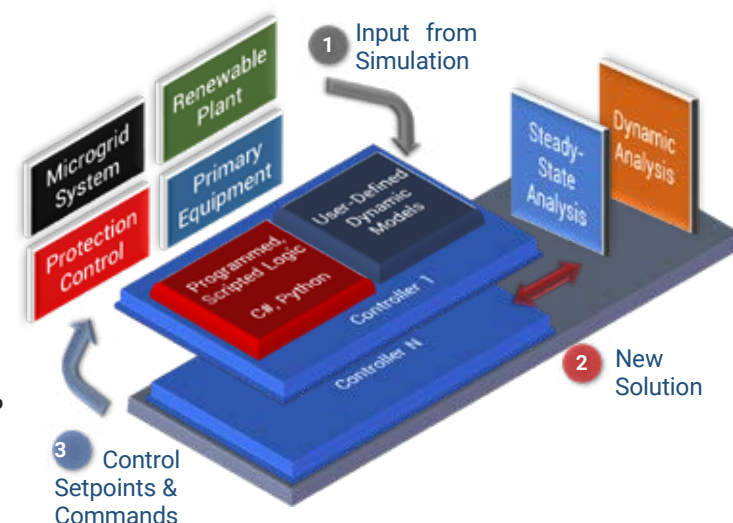 1
Input from
Simulation
Renewable
Plant
Microgrid
System
Primary
Equipment
Protection
Control
Steady-
State
Analysis
Dynamic
Analysis
User-Defined
Dynamic
Models
Programmed,
Scripted Logic
C#, Python
Controller 1
Controller N
2
New
Solution
3
Control
Setpoints &
Commands